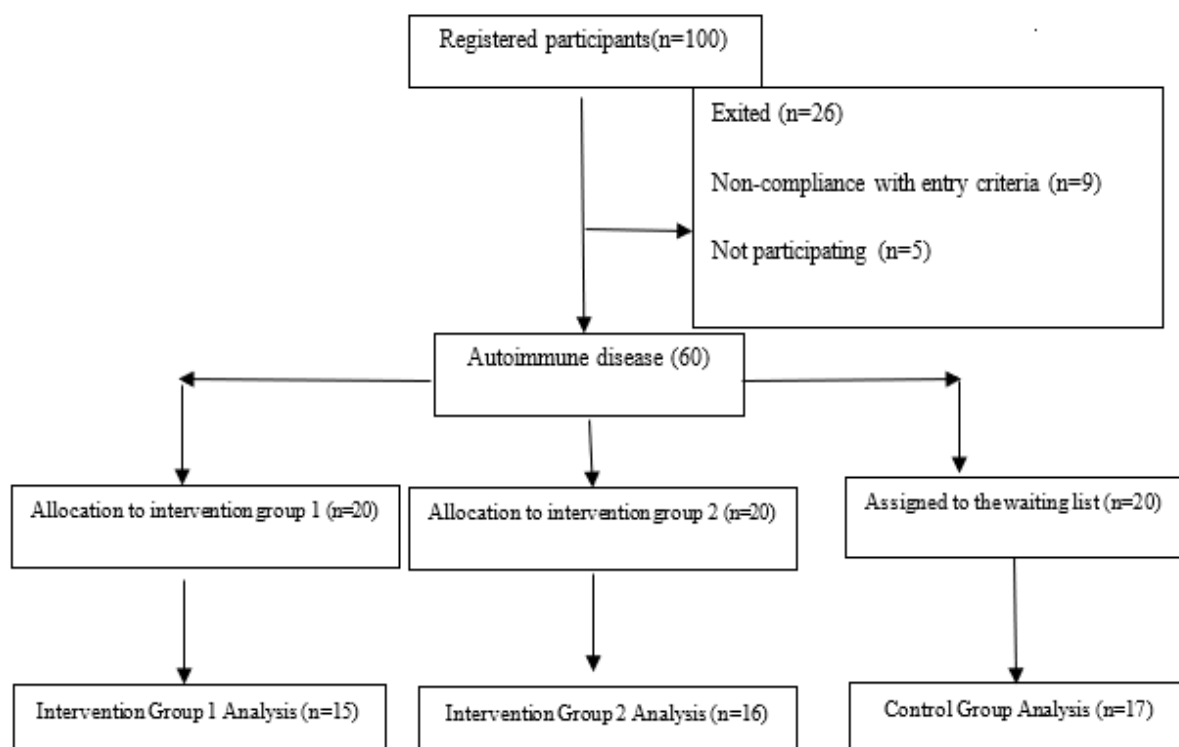 Registered participants(n=100)
Exited (n=26)
Non-compliance with entry criteria (n=9)
Not participating (n=5)
Autoimmune disease (60)
Allocation to intervention group 1 (n=20)
Allocation to intervention group 2 (n=20)
Assigned to the waiting list (n=20)
Intervention Group 1 Analysis (n=15)
Intervention Group 2 Analysis (n=16)
Control Group Analysis (n=17)